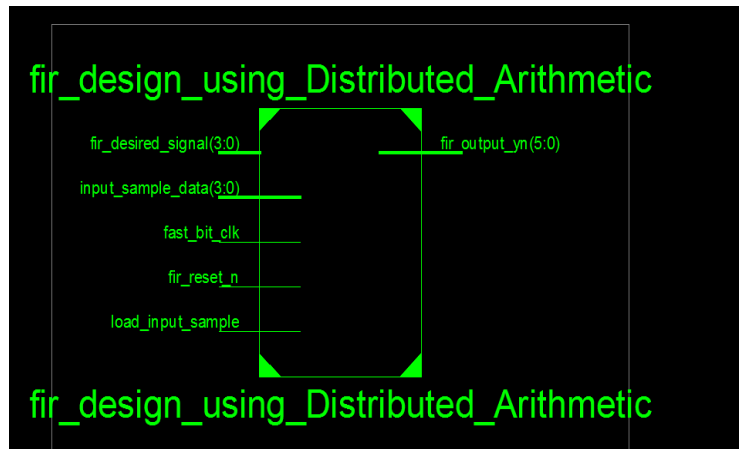 fir_design_using_Distributed_Arithmetic
fir_desired_signal(3:0)
fir_output_yn(5:0)
input_sample_data(3:0)
fast_bit_clk
fir_reset_n
load_input_sample
fir_design_using_Distributed_Arithmetic